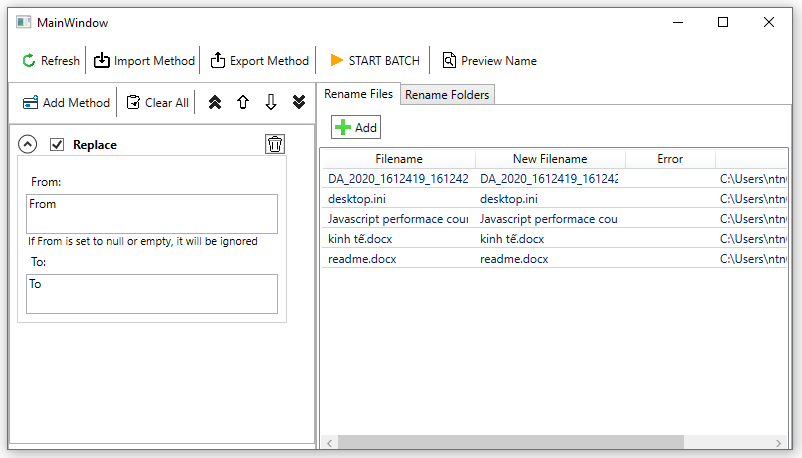 MainWindow
Refresh Import Method Export Method START BATCH Preview Name
Add Method Clear All
Replace
From:
From
If From is set to null or empty, it will be ignored
To:
To
Rename Files Rename Folders
Add
Filename New Filename Error
DA_2020_1612419_161242 DA_2020_1612419_161242 C:\Users\ntn
desktop.ini desktop.ini C:\Users\ntn
Javascript performace cou Javascript performace cou C:\Users\ntn
kinh tế.docx kinh tế.docx C:\Users\ntn
readme.docx readme.docx C:\Users\ntn